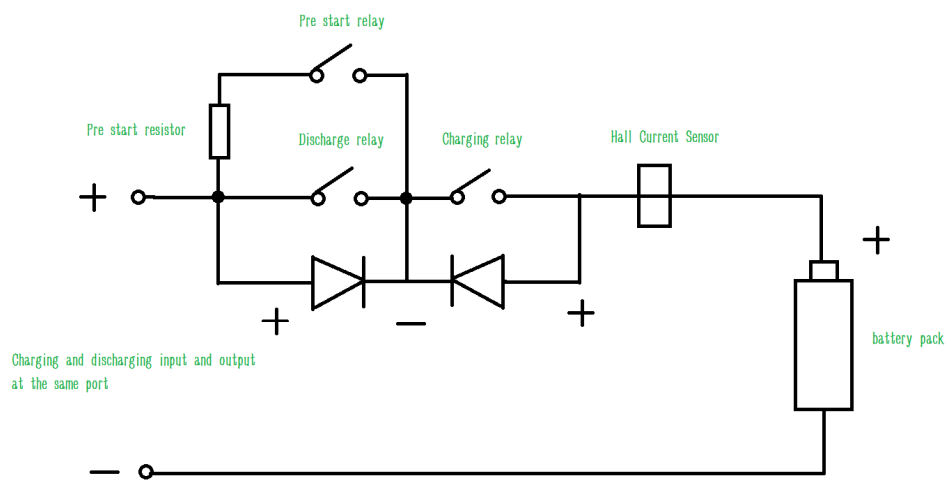 Pre start relay
Pre start resistor
Discharge relay
Charging relay
Hall Current Sensor
+
+
+
−
+
battery pack
Charging and discharging input and output
at the same port
−